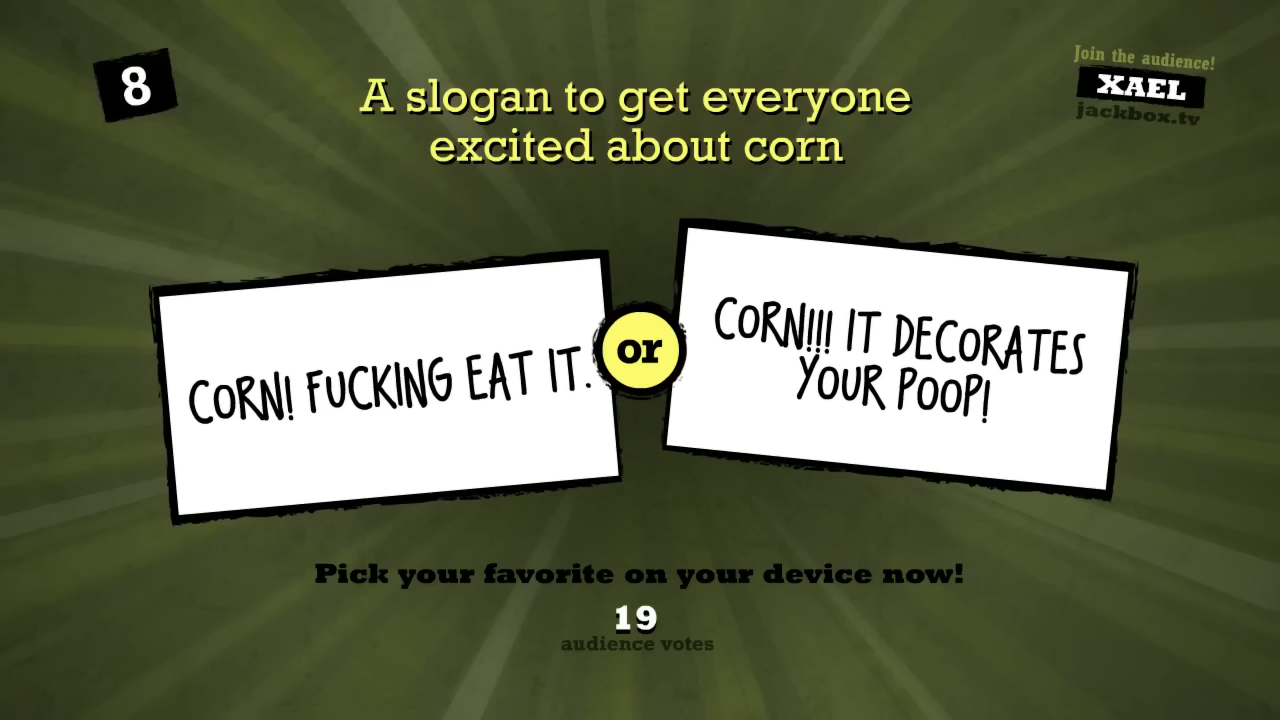 8
Join the audience!
XAEL
jackbox.tv
A slogan to get everyone
excited about corn
CORN! FUCKING EAT IT.
or
CORN!!! IT DECORATES
YOUR POOP!
Pick your favorite on your device now!
19
audience votes